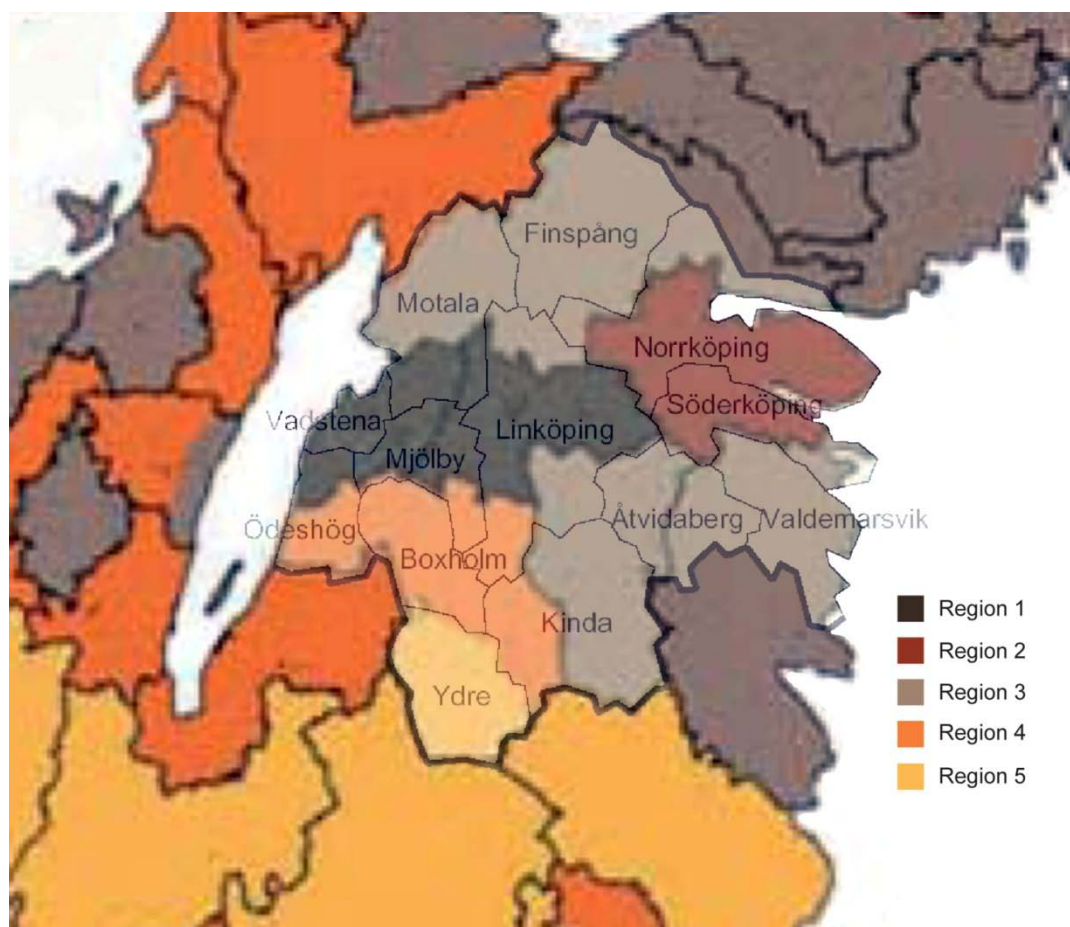 Finspång
Motala
Norrköping
Söderköping
Vadstena
Linköping
Mjölby
Ödeshög
Åtvidaberg
Valdemarsvik
Boxholm
Kinda
Ydre
Region 1
Region 2
Region 3
Region 4
Region 5